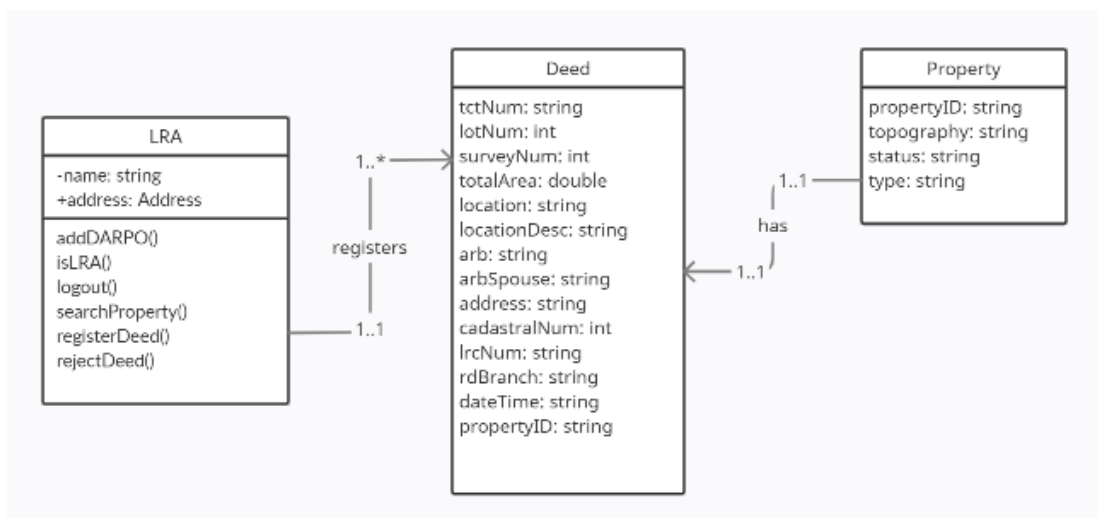 LRA
-name: string
+address: Address
addDARPO()
isLRA()
logout()
searchProperty()
registerDeed()
rejectDeed()
1..*
registers
1..1
Deed
tctNum: string
lotNum: int
surveyNum: int
totalArea: double
location: string
locationDesc: string
arb: string
arbSpouse: string
address: string
cadastralNum: int
lrcNum: string
rdBranch: string
dateTime: string
propertyID: string
1..1
has
1..1
Property
propertyID: string
topography: string
status: string
type: string